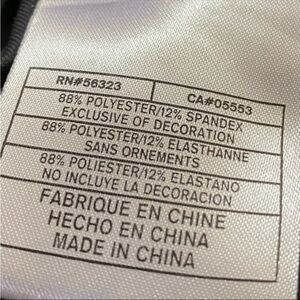 RN#56323 CA#05553
88% POLYESTER/12% SPANDEX
EXCLUSIVE OF DECORATION
88% POLYESTER/12% ELASTHANNE
SANS ORNEMENTS
88% POLIESTER/12% ELASTANO
NO INCLUYE LA DECORACION
FABRIQUE EN CHINE
HECHO EN CHINA
MADE IN CHINA